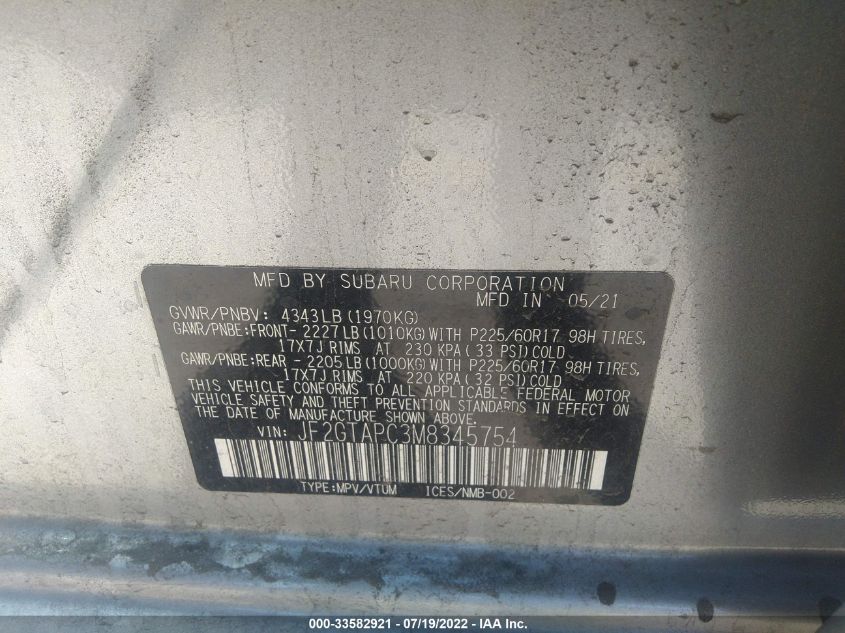 MFD BY SUBARU CORPORATION
MFD IN 05/21
GVWR/PNBV: 4343LB(1970KG)
GAWR/PNBE:FRONT- 2227LB(1010KG)WITH P225/60R17 98H TIRES,
17X7J RIMS AT 230 KPA( 33 PSI)COLD
GAWR/PNBE:REAR - 2205LB(1000KG)WITH P225/60R17 98H TIRES,
17X7J RIMS AT 220 KPA( 32 PSI)COLD
THIS VEHICLE CONFORMS TO ALL APPLICABLE FEDERAL MOTOR
VEHICLE SAFETY AND THEFT PREVENTION STANDARDS IN EFFECT ON
THE DATE OF MANUFACTURE SHOWN ABOVE.
VIN: JF2GTAPC3M8345754
TYPE:MPV/VTUM ICES/NMB-002
000-33582921 - 07/19/2022 - IAA Inc.